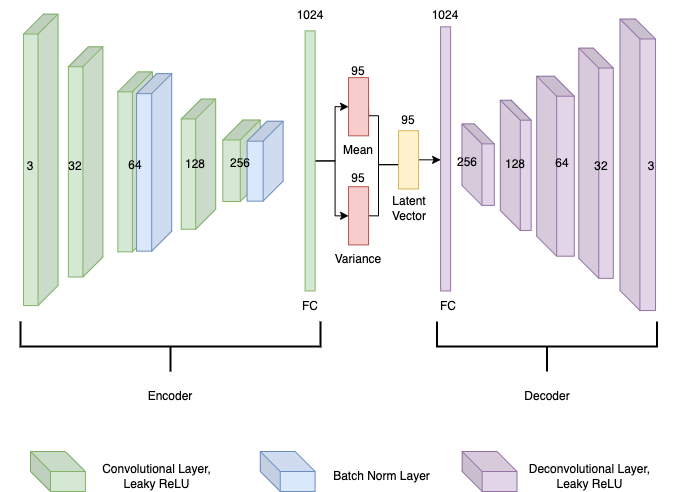 1024
1024
95
95
3
32
64
128
256
Mean
95
Variance
Latent
Vector
256
128
64
32
3
FC
FC
Encoder
Decoder
Convolutional Layer,
Leaky ReLU
Batch Norm Layer
Deconvolutional Layer,
Leaky ReLU